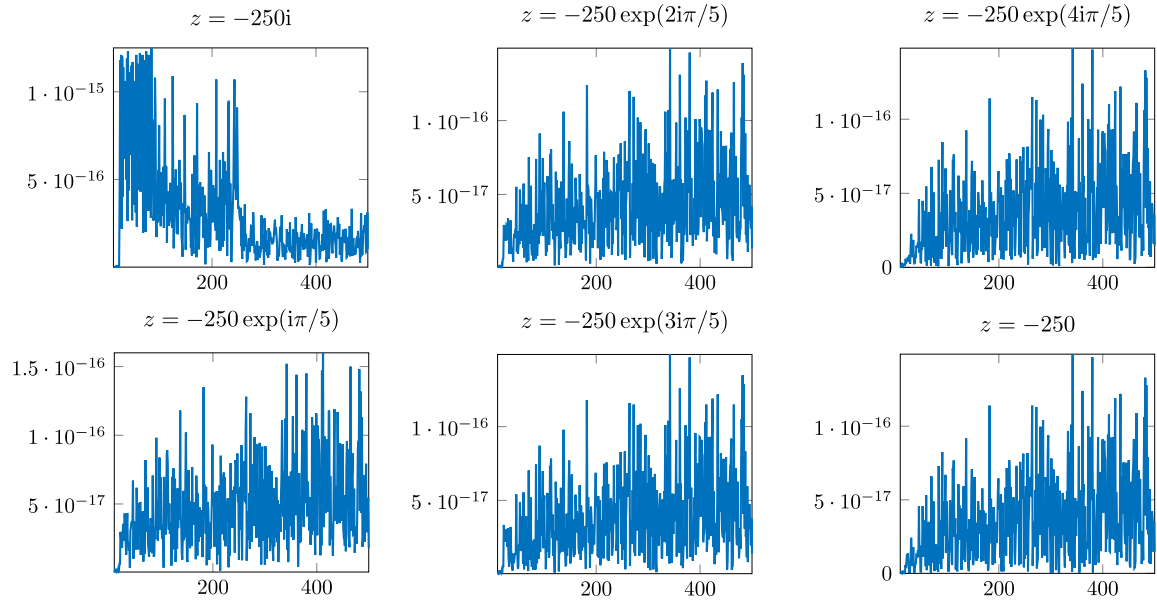 z = −250i
z = −250 exp(2iπ/5)
z = −250 exp(4iπ/5)
1 · 10⁻¹⁵
5 · 10⁻¹⁶
200
400
1 · 10⁻¹⁶
5 · 10⁻¹⁷
200
400
1 · 10⁻¹⁶
5 · 10⁻¹⁷
0
200
400
z = −250 exp(iπ/5)
z = −250 exp(3iπ/5)
z = −250
1.5 · 10⁻¹⁶
1 · 10⁻¹⁶
5 · 10⁻¹⁷
200
400
1 · 10⁻¹⁶
5 · 10⁻¹⁷
200
400
1 · 10⁻¹⁶
5 · 10⁻¹⁷
0
200
400